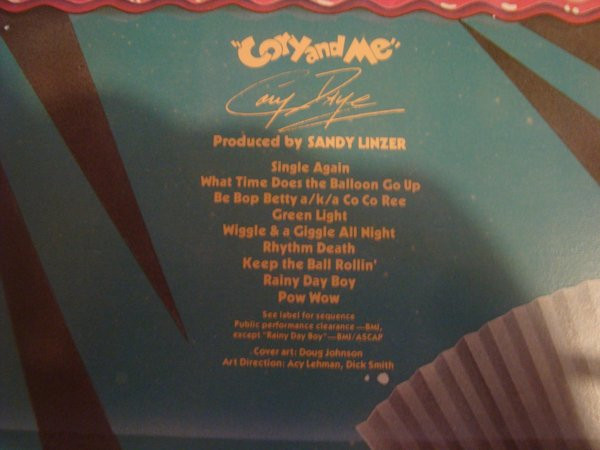 "Cory and Me"
Cory Daye
Produced by SANDY LINZER
Single Again
What Time Does the Balloon Go Up
Be Bop Betty a/k/a Co Co Ree
Green Light
Wiggle & a Giggle All Night
Rhythm Death
Keep the Ball Rollin'
Rainy Day Boy
Pow Wow
See label for sequence
Public performance clearance—BMI,
except "Rainy Day Boy"—BMI/ASCAP
Cover art: Doug Johnson
Art Direction: Acy Lehman, Dick Smith